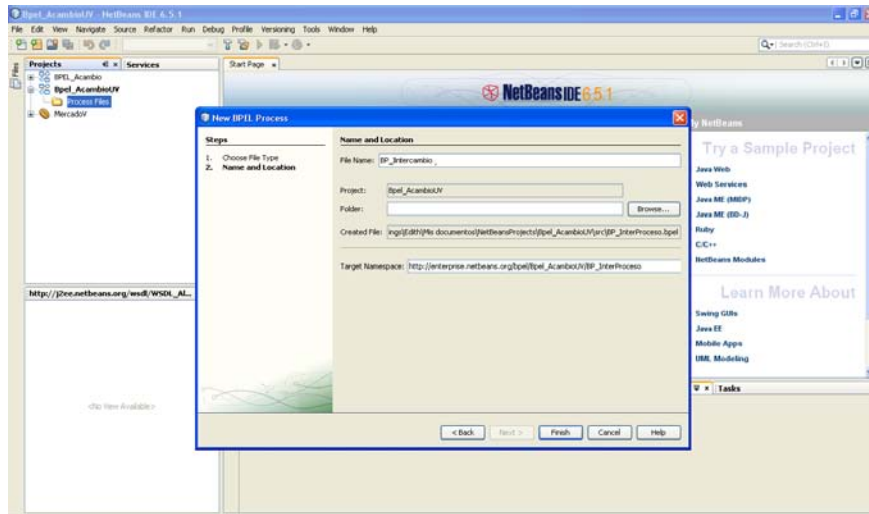 Bpel_AcambioUV - NetBeans IDE 6.5.1
File Edit View Navigate Source Refactor Run Debug Profile Versioning Tools Window Help
Search (Ctrl+I)
Files
Projects
Services
Start Page
BPEL_Acambio
Bpel_AcambioUV
Process Files
MercadoV
NetBeans IDE 6.5.1
My NetBeans
New BPEL Process
Steps
1. Choose File Type
2. Name and Location
Name and Location
File Name: BP_Intercambio
Project: Bpel_AcambioUV
Folder:
Browse...
Created File: ings\Edith\Mis documentos\NetBeansProjects\Bpel_AcambioUV\src\BP_InterProceso.bpel
Target Namespace: http://enterprise.netbeans.org/bpel/Bpel_AcambioUV/BP_InterProceso
< Back Next > Finish Cancel Help
Try a Sample Project
Java Web
Web Services
Java ME (MIDP)
Java ME (BD-J)
Ruby
C/C++
NetBeans Modules
Learn More About
Swing GUIs
Java EE
Mobile Apps
UML Modeling
http://j2ee.netbeans.org/wsdl/WSDL_Al...
<No View Available>
Tasks